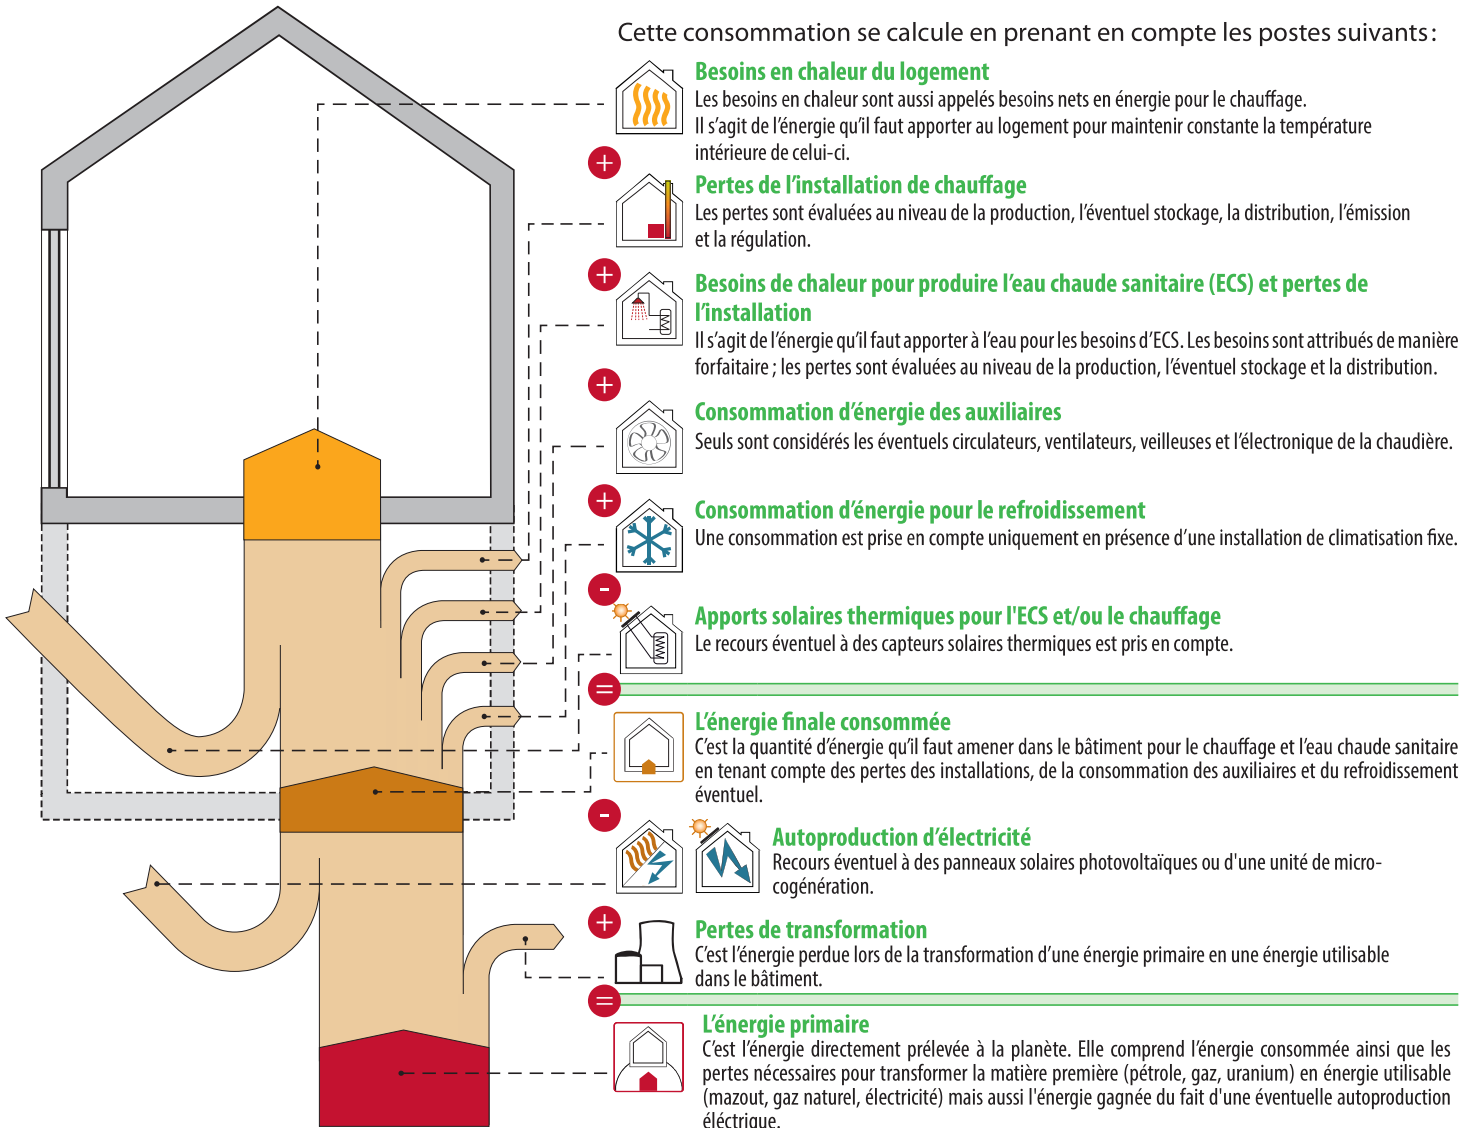 Cette consommation se calcule en prenant en compte les postes suivants :
Besoins en chaleur du logement
Les besoins en chaleur sont aussi appelés besoins nets en énergie pour le chauffage.
Il s’agit de l’énergie qu’il faut apporter au logement pour maintenir constante la température
intérieure de celui-ci.
+
Pertes de l’installation de chauffage
Les pertes sont évaluées au niveau de la production, l’éventuel stockage, la distribution, l’émission
et la régulation.
+
Besoins de chaleur pour produire l’eau chaude sanitaire (ECS) et pertes de
l’installation
Il s’agit de l’énergie qu’il faut apporter à l’eau pour les besoins d’ECS. Les besoins sont attribués de manière
forfaitaire ; les pertes sont évaluées au niveau de la production, l’éventuel stockage et la distribution.
+
Consommation d’énergie des auxiliaires
Seuls sont considérés les éventuels circulateurs, ventilateurs, veilleuses et l’électronique de la chaudière.
+
Consommation d’énergie pour le refroidissement
Une consommation est prise en compte uniquement en présence d’une installation de climatisation fixe.
-
Apports solaires thermiques pour l'ECS et/ou le chauffage
Le recours éventuel à des capteurs solaires thermiques est pris en compte.
=
L’énergie finale consommée
C’est la quantité d’énergie qu’il faut amener dans le bâtiment pour le chauffage et l’eau chaude sanitaire
en tenant compte des pertes des installations, de la consommation des auxiliaires et du refroidissement
éventuel.
-
Autoproduction d’électricité
Recours éventuel à des panneaux solaires photovoltaïques ou d'une unité de micro-
cogénération.
+
Pertes de transformation
C’est l’énergie perdue lors de la transformation d’une énergie primaire en une énergie utilisable
dans le bâtiment.
=
L’énergie primaire
C’est l’énergie directement prélevée à la planète. Elle comprend l’énergie consommée ainsi que les
pertes nécessaires pour transformer la matière première (pétrole, gaz, uranium) en énergie utilisable
(mazout, gaz naturel, électricité) mais aussi l'énergie gagnée du fait d'une éventuelle autoproduction
éléctrique.